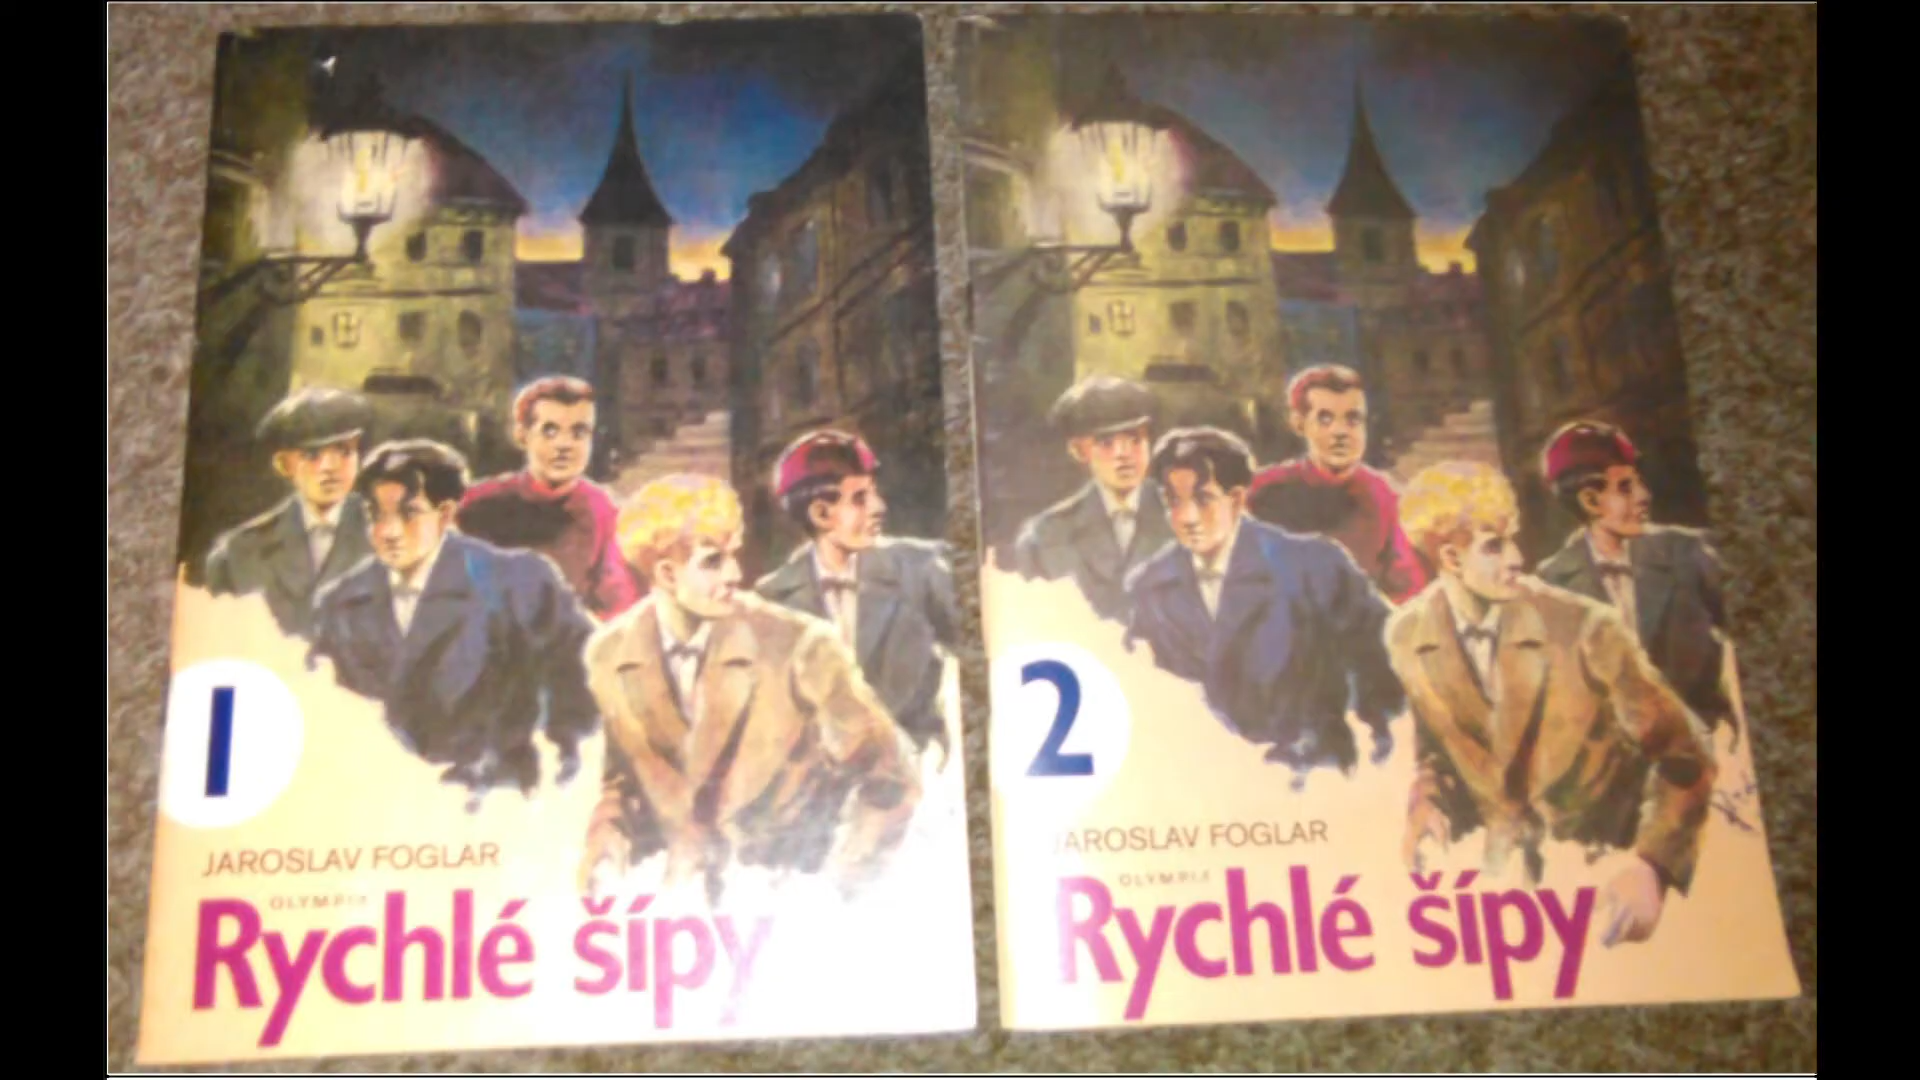 1
JAROSLAV FOGLAR
OLYMPIA
Rychlé šípy
2
JAROSLAV FOGLAR
OLYMPIA
Rychlé šípy